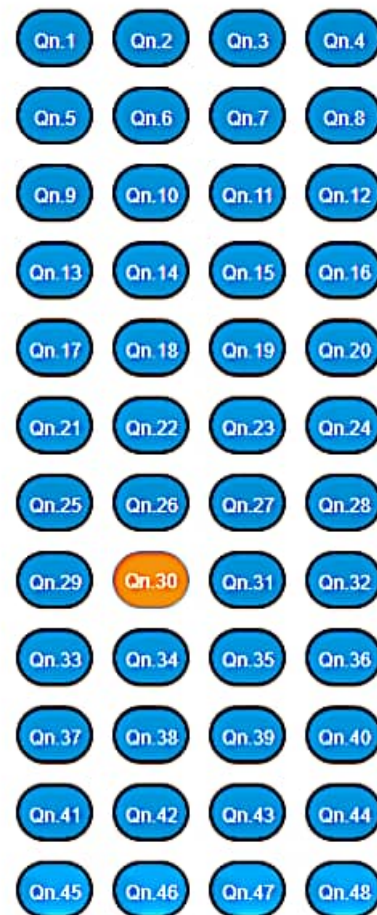 Qn.1 Qn.2 Qn.3 Qn.4
Qn.5 Qn.6 Qn.7 Qn.8
Qn.9 Qn.10 Qn.11 Qn.12
Qn.13 Qn.14 Qn.15 Qn.16
Qn.17 Qn.18 Qn.19 Qn.20
Qn.21 Qn.22 Qn.23 Qn.24
Qn.25 Qn.26 Qn.27 Qn.28
Qn.29 Qn.30 Qn.31 Qn.32
Qn.33 Qn.34 Qn.35 Qn.36
Qn.37 Qn.38 Qn.39 Qn.40
Qn.41 Qn.42 Qn.43 Qn.44
Qn.45 Qn.46 Qn.47 Qn.48